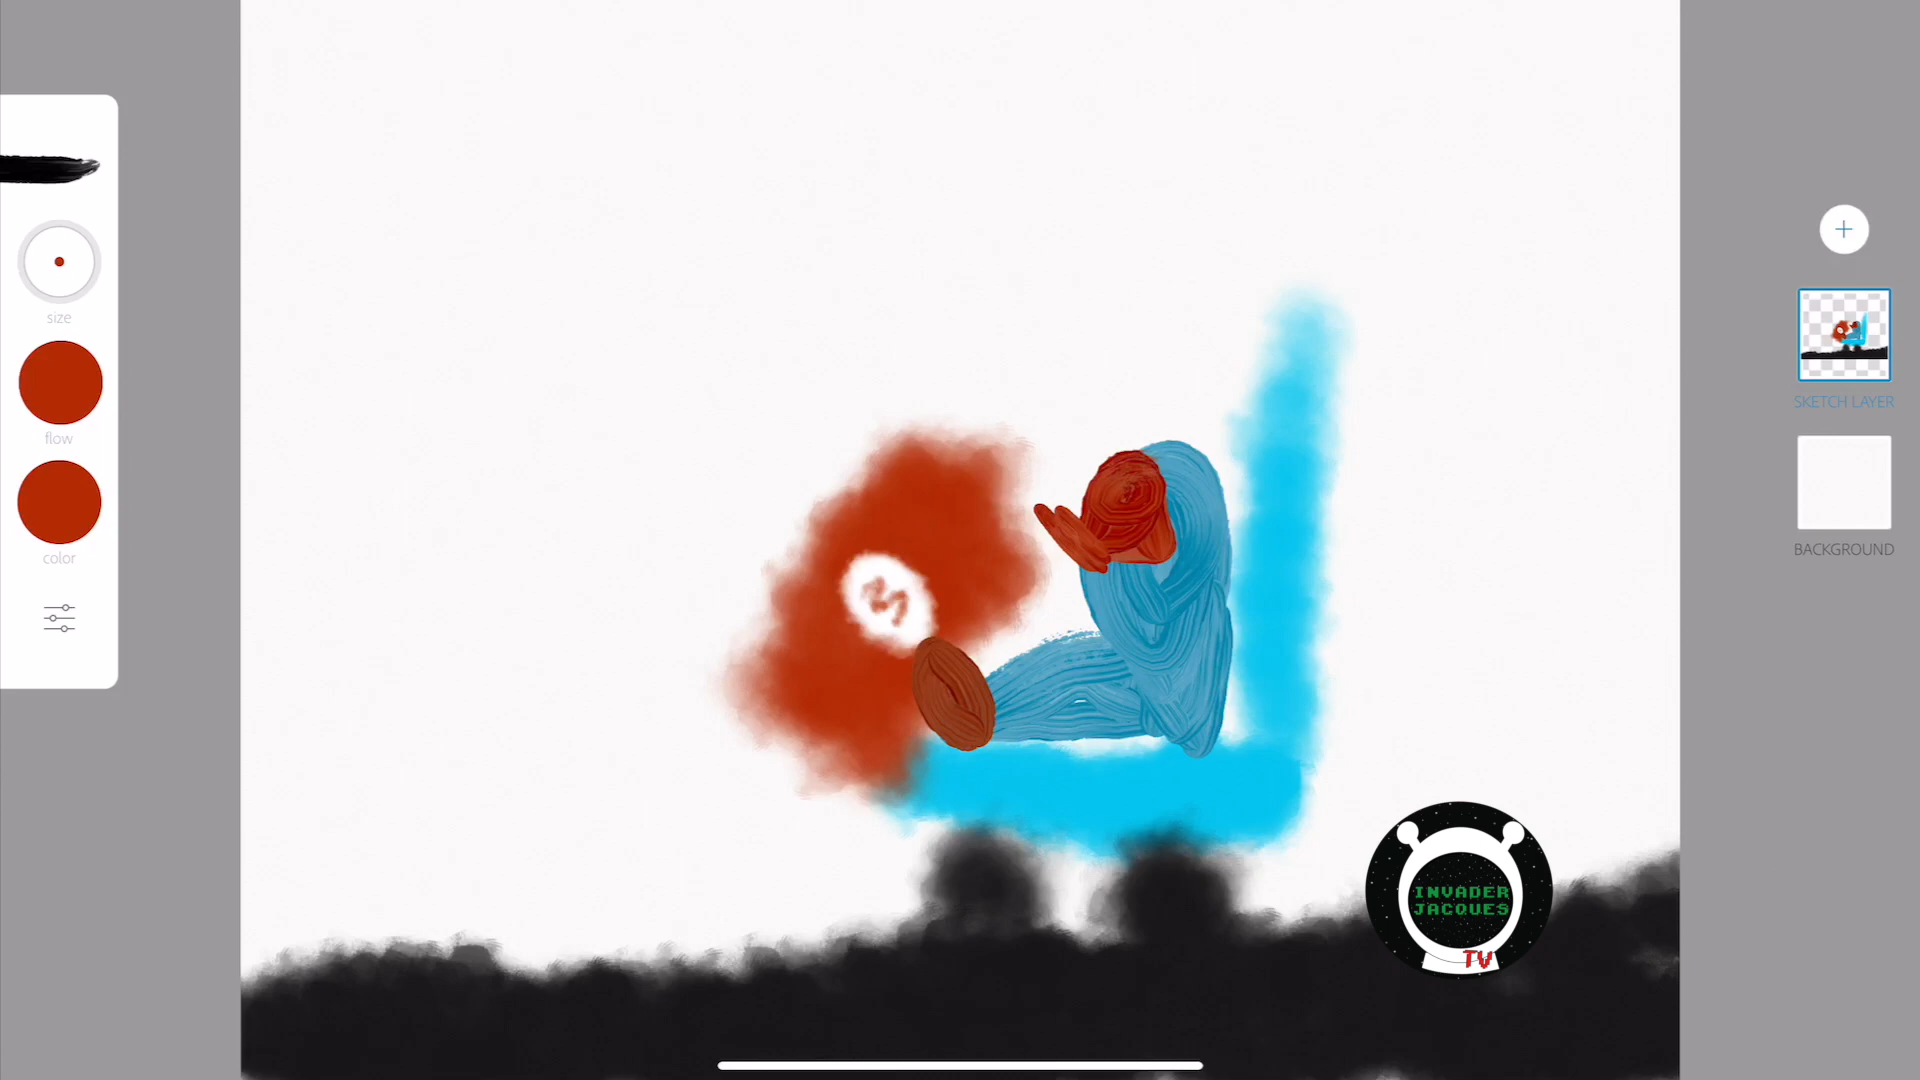 size
flow
color
SKETCH LAYER
BACKGROUND
INVADER
JACQUES
TV